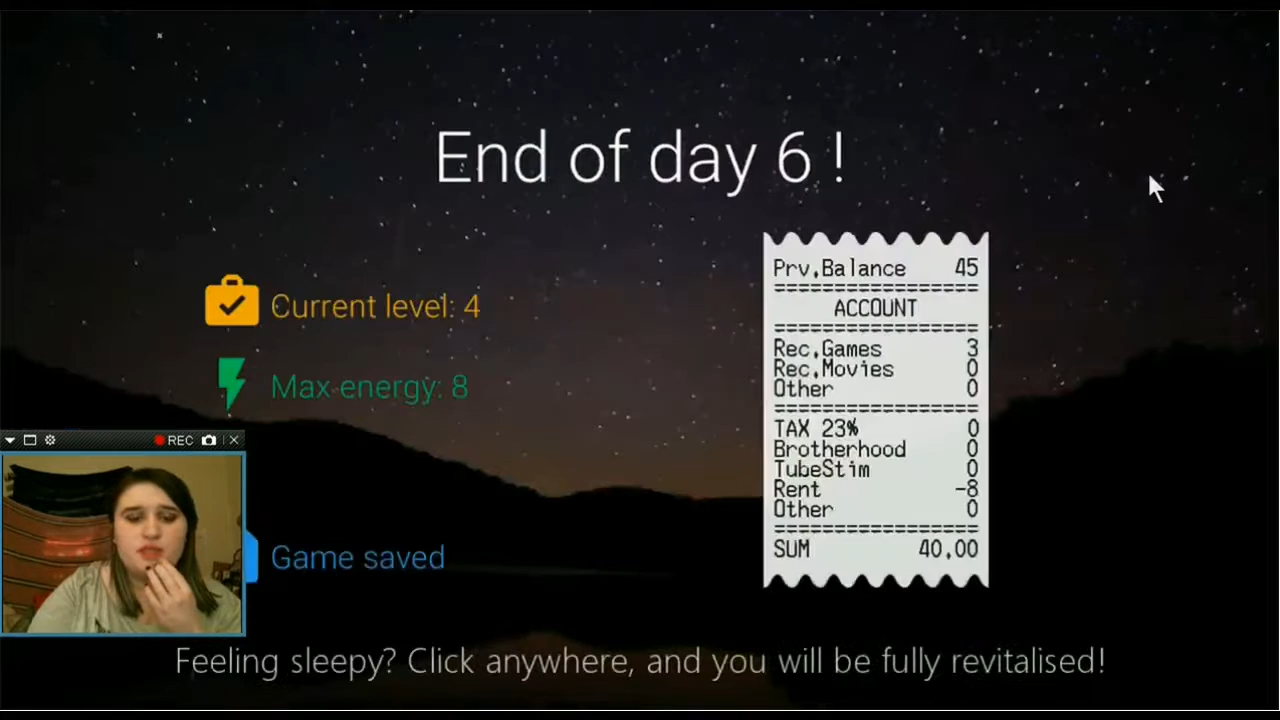 End of day 6 !
Current level: 4
Max energy: 8
Game saved
REC
Prv.Balance 45
====================
ACCOUNT
====================
Rec.Games 3
Rec.Movies 0
Other 0
====================
TAX 23% 0
Brotherhood 0
TubeStim 0
Rent -8
Other 0
====================
SUM 40.00
Feeling sleepy? Click anywhere, and you will be fully revitalised!